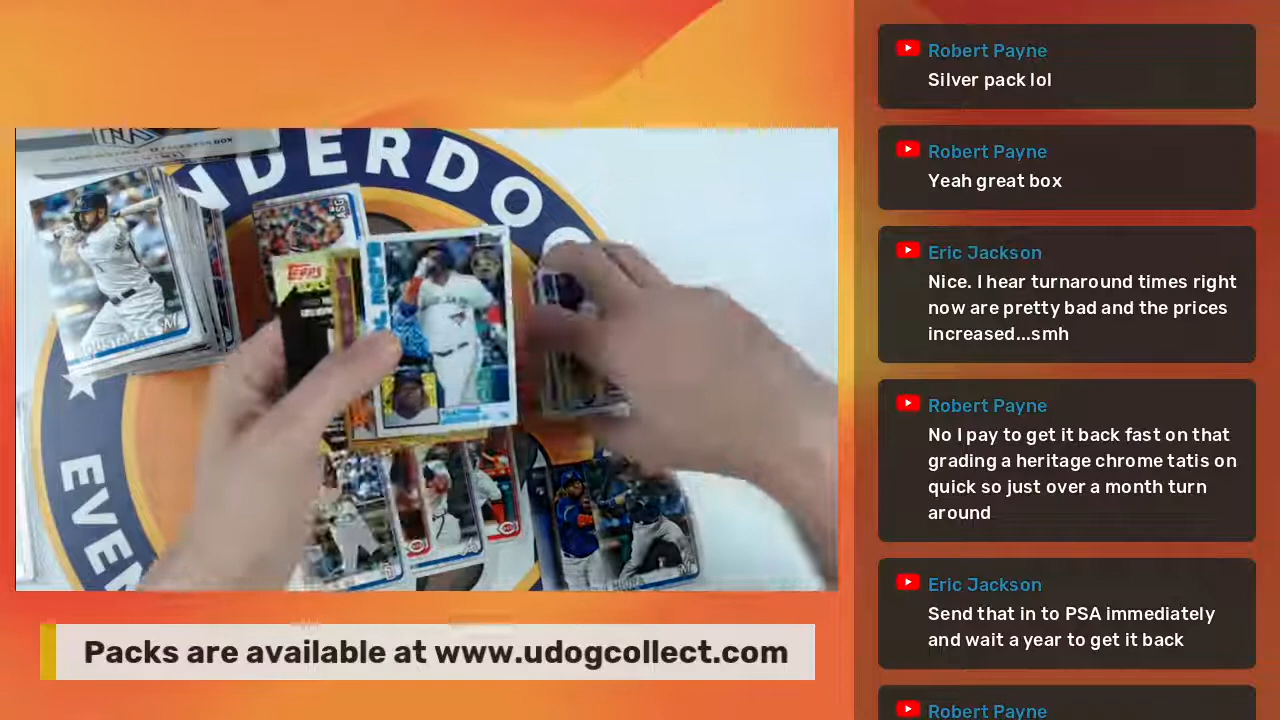 NDERDO
EVEN
ASG
TOPPS
Packs are available at www.udogcollect.com
Robert Payne
Silver pack lol
Robert Payne
Yeah great box
Eric Jackson
Nice. I hear turnaround times right
now are pretty bad and the prices
increased...smh
Robert Payne
No I pay to get it back fast on that
grading a heritage chrome tatis on
quick so just over a month turn
around
Eric Jackson
Send that in to PSA immediately
and wait a year to get it back
Robert Payne